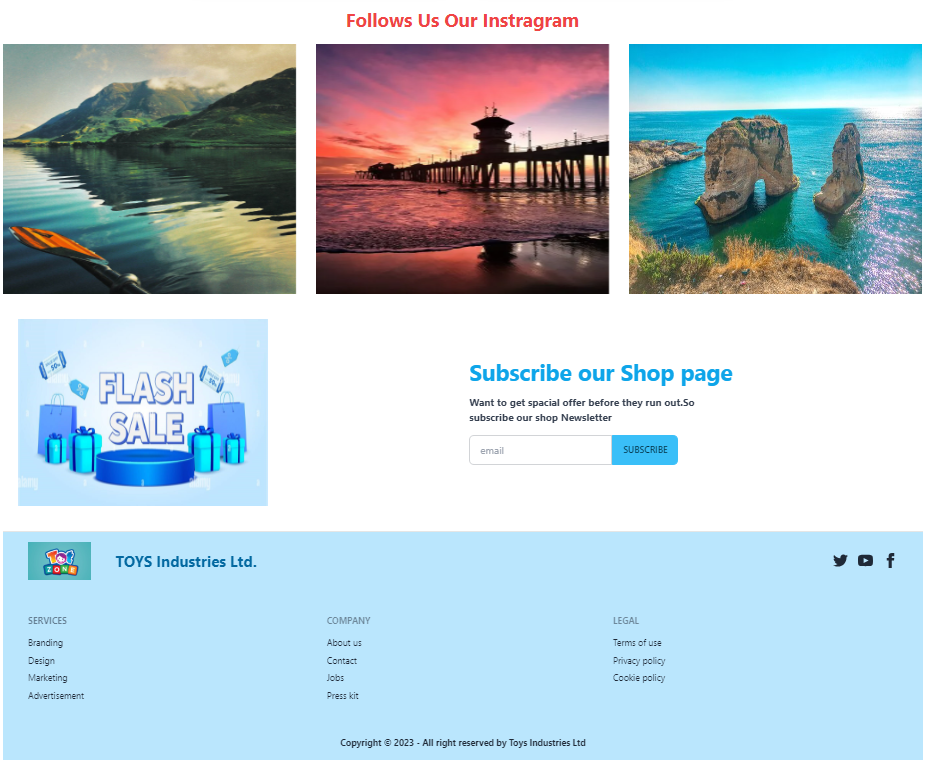 Follows Us Our Instragram
FLASH
SALE
Subscribe our Shop page
Want to get spacial offer before they run out.So
subscribe our shop Newsletter
email
SUBSCRIBE
ZONE
TOYS Industries Ltd.
SERVICES
Branding
Design
Marketing
Advertisement
COMPANY
About us
Contact
Jobs
Press kit
LEGAL
Terms of use
Privacy policy
Cookie policy
Copyright © 2023 - All right reserved by Toys Industries Ltd